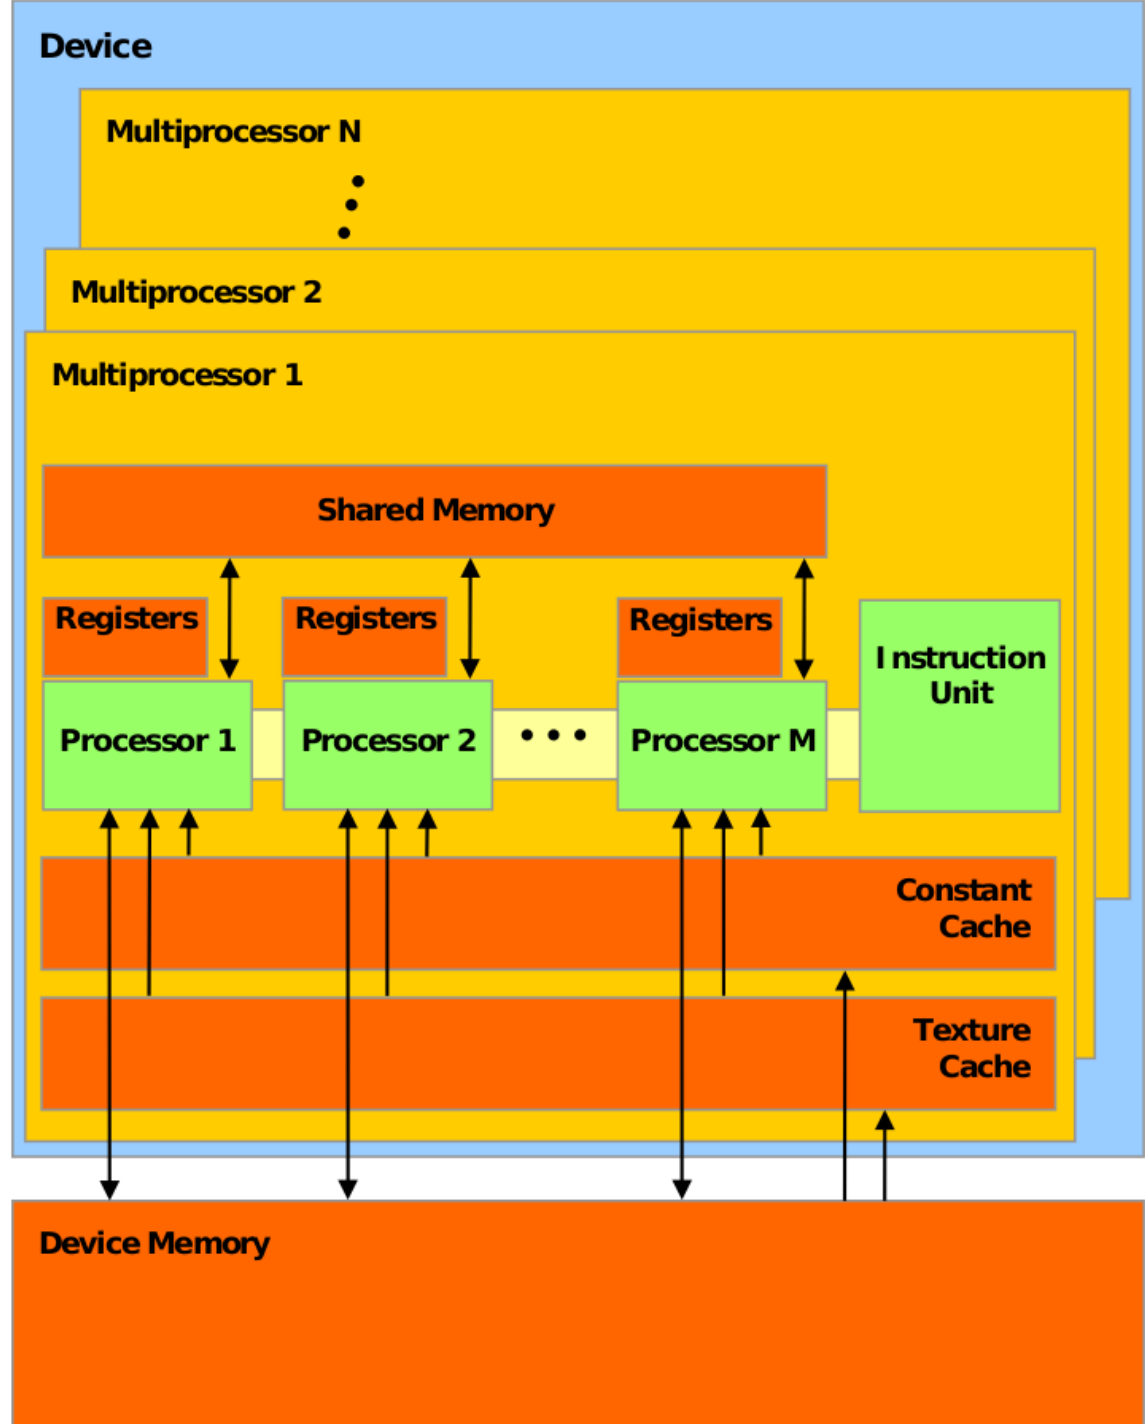 Device
Multiprocessor N
Multiprocessor 2
Multiprocessor 1
Shared Memory
Registers
Registers
Registers
Instruction
Unit
Processor 1
Processor 2
Processor M
Constant
Cache
Texture
Cache
Device Memory